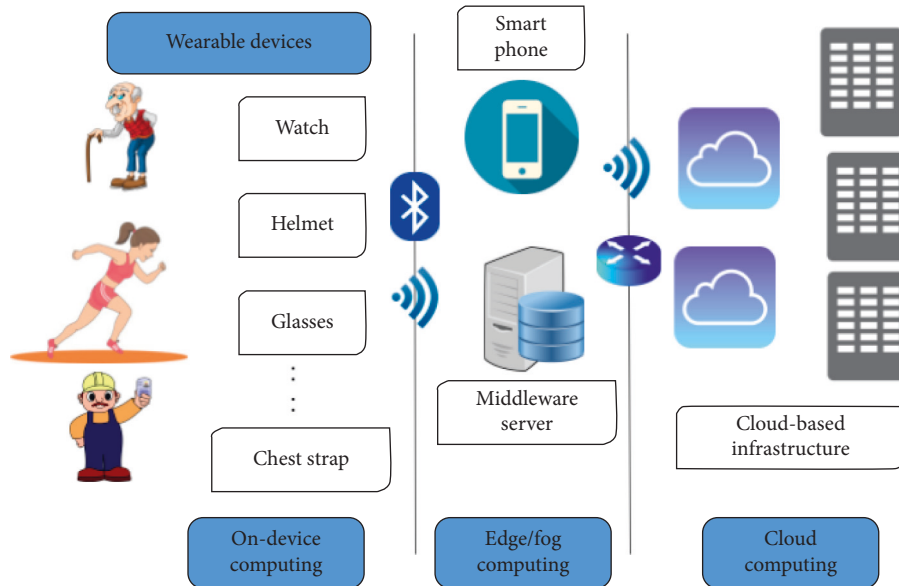 Wearable devices
Watch
Helmet
Glasses
Chest strap
On-device
computing
Smart
phone
Middleware
server
Edge/fog
computing
Cloud-based
infrastructure
Cloud
computing